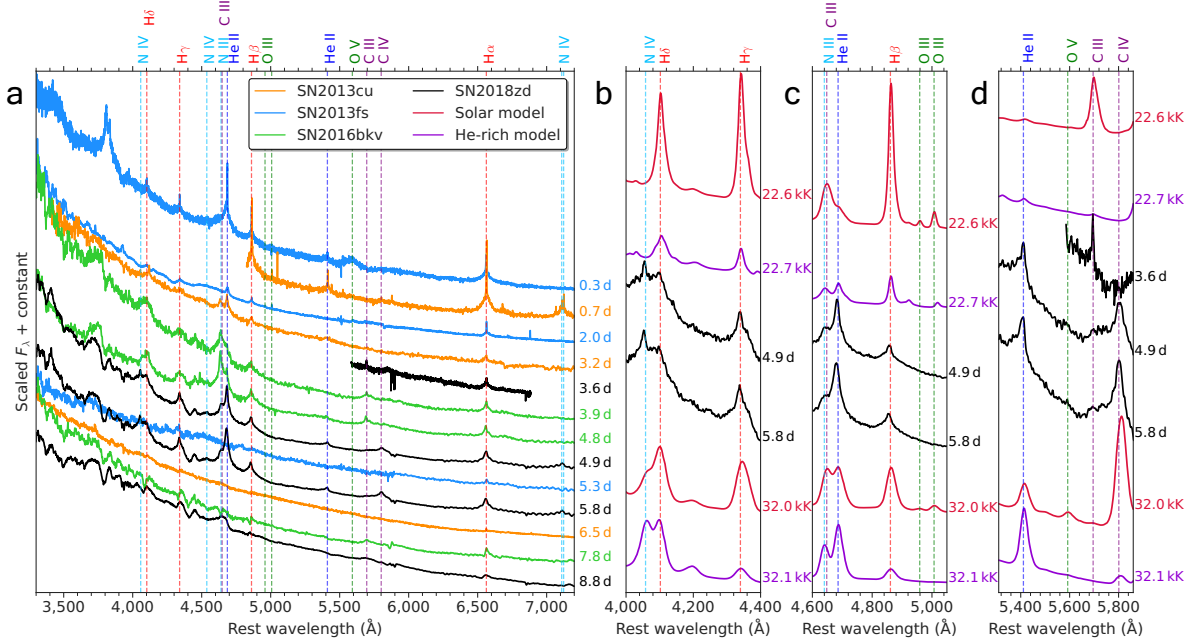 N IV
Hδ
Hγ
N IV
N III
C III
He II
Hβ
O III
He II
O V
C III
C IV
Hα
N IV
N IV
Hδ
Hγ
N III
C III
He II
Hβ
O III
O III
He II
O V
C III
C IV
a
SN2013cu
SN2013fs
SN2016bkv
SN2018zd
Solar model
He-rich model
0.3 d
0.7 d
2.0 d
3.2 d
3.6 d
3.9 d
4.8 d
4.9 d
5.3 d
5.8 d
6.5 d
7.8 d
8.8 d
Scaled Fλ + constant
3,500 4,000 4,500 5,000 5,500 6,000 6,500 7,000
Rest wavelength (Å)
b
22.6 kK
22.7 kK
4.9 d
5.8 d
32.0 kK
32.1 kK
4,000 4,200 4,400
Rest wavelength (Å)
c
22.6 kK
22.7 kK
4.9 d
5.8 d
32.0 kK
32.1 kK
4,600 4,800 5,000
Rest wavelength (Å)
d
22.6 kK
22.7 kK
3.6 d
4.9 d
5.8 d
32.0 kK
32.1 kK
5,400 5,600 5,800
Rest wavelength (Å)